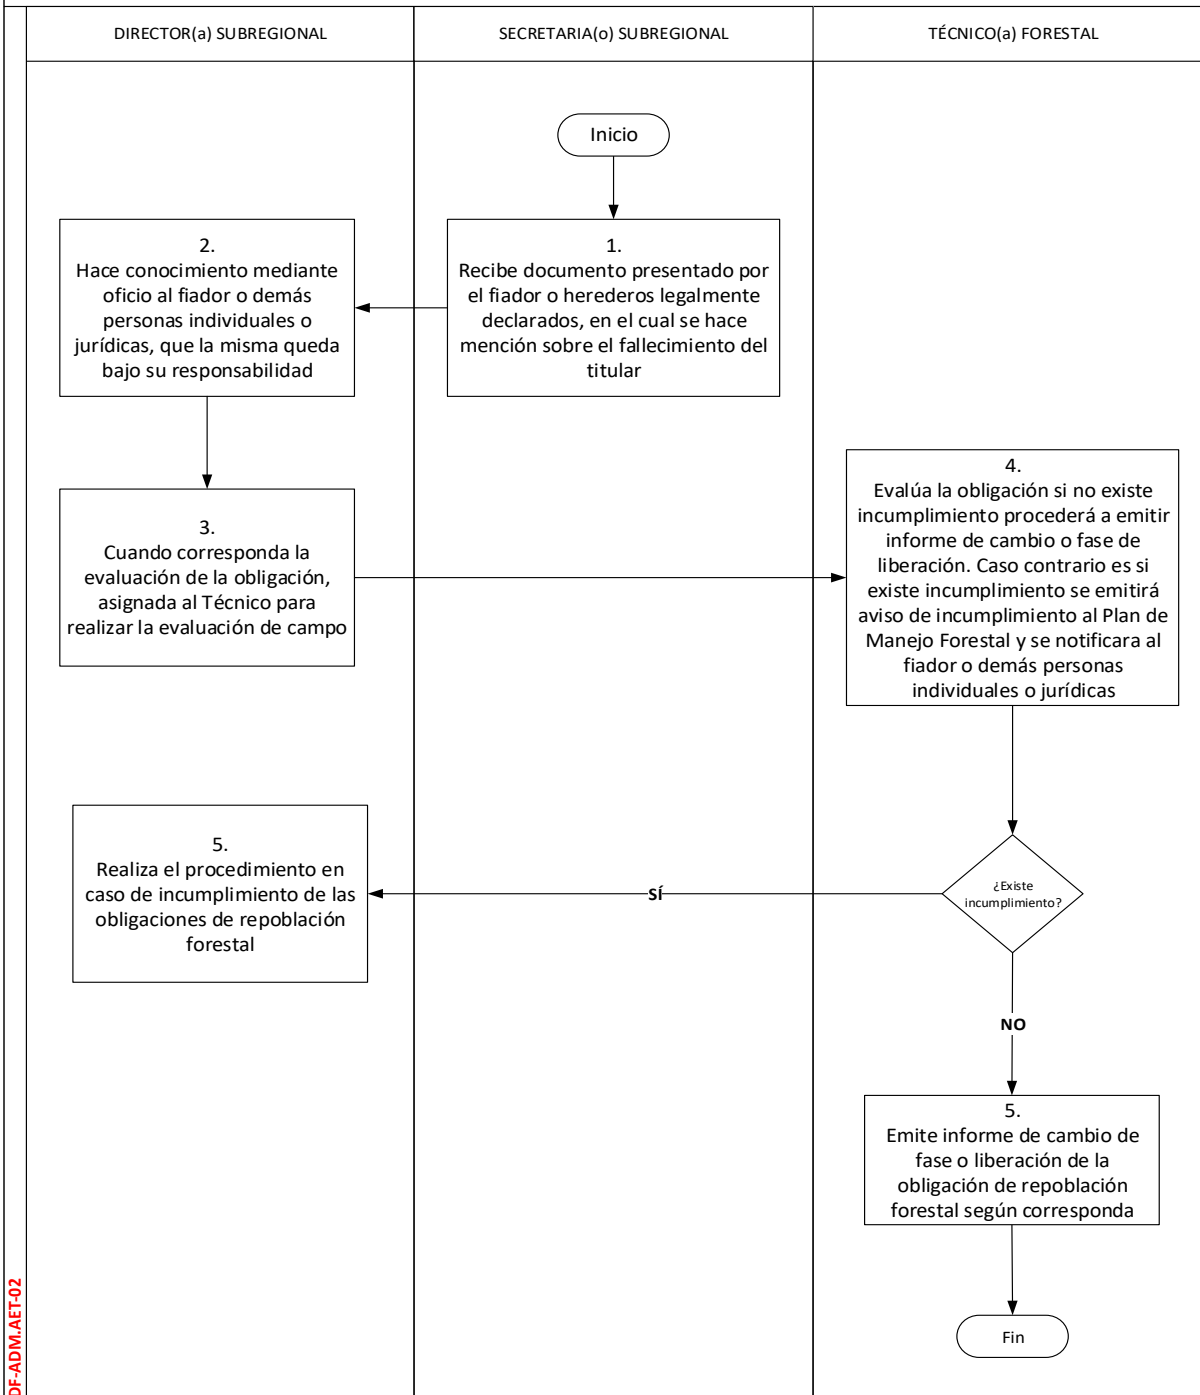 DIRECTOR(a) SUBREGIONAL
SECRETARIA(o) SUBREGIONAL
TÉCNICO(a) FORESTAL
Inicio
1.
Recibe documento presentado por
el fiador o herederos legalmente
declarados, en el cual se hace
mención sobre el fallecimiento del
titular
2.
Hace conocimiento mediante
oficio al fiador o demás
personas individuales o
jurídicas, que la misma queda
bajo su responsabilidad
3.
Cuando corresponda la
evaluación de la obligación,
asignada al Técnico para
realizar la evaluación de campo
4.
Evalúa la obligación si no existe
incumplimiento procederá a emitir
informe de cambio o fase de
liberación. Caso contrario es si
existe incumplimiento se emitirá
aviso de incumplimiento al Plan de
Manejo Forestal y se notificara al
fiador o demás personas
individuales o jurídicas
¿Existe
incumplimiento?
SÍ
5.
Realiza el procedimiento en
caso de incumplimiento de las
obligaciones de repoblación
forestal
NO
5.
Emite informe de cambio de
fase o liberación de la
obligación de repoblación
forestal según corresponda
Fin
DF-ADM.AET-02